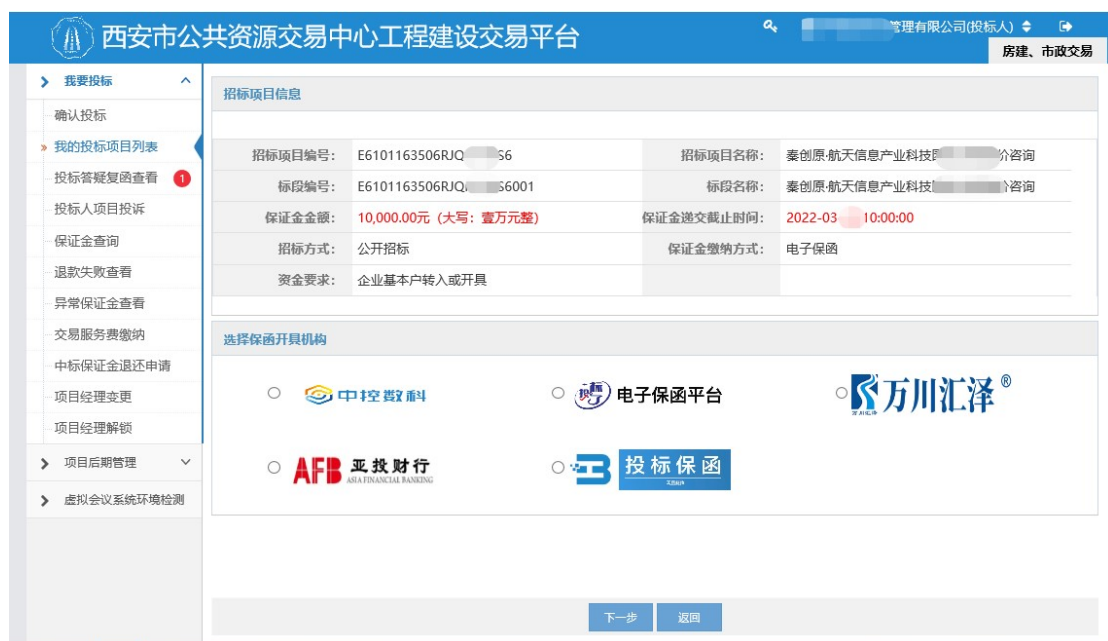 西安市公共资源交易中心工程建设交易平台
管理有限公司(投标人)
房建、市政交易
我要投标
确认投标
我的投标项目列表
投标答疑复函查看 1
投标人项目投诉
保证金查询
退款失败查看
异常保证金查看
交易服务费缴纳
中标保证金退还申请
项目经理变更
项目经理解锁
项目后期管理
虚拟会议系统环境检测
招标项目信息
招标项目编号: E6101163506RJQ S6 招标项目名称: 秦创原·航天信息产业科技 价咨询
标段编号: E6101163506RJQ S6001 标段名称: 秦创原·航天信息产业科技 咨询
保证金金额: 10,000.00元 (大写: 壹万元整) 保证金递交截止时间: 2022-03 10:00:00
招标方式: 公开招标 保证金缴纳方式: 电子保函
资金要求: 企业基本户转入或开具
选择保函开具机构
中控数科 电子保函平台 万川汇泽®
AFB 亚投财行 ASIA FINANCIAL BANKING 投标保函
下一步 返回